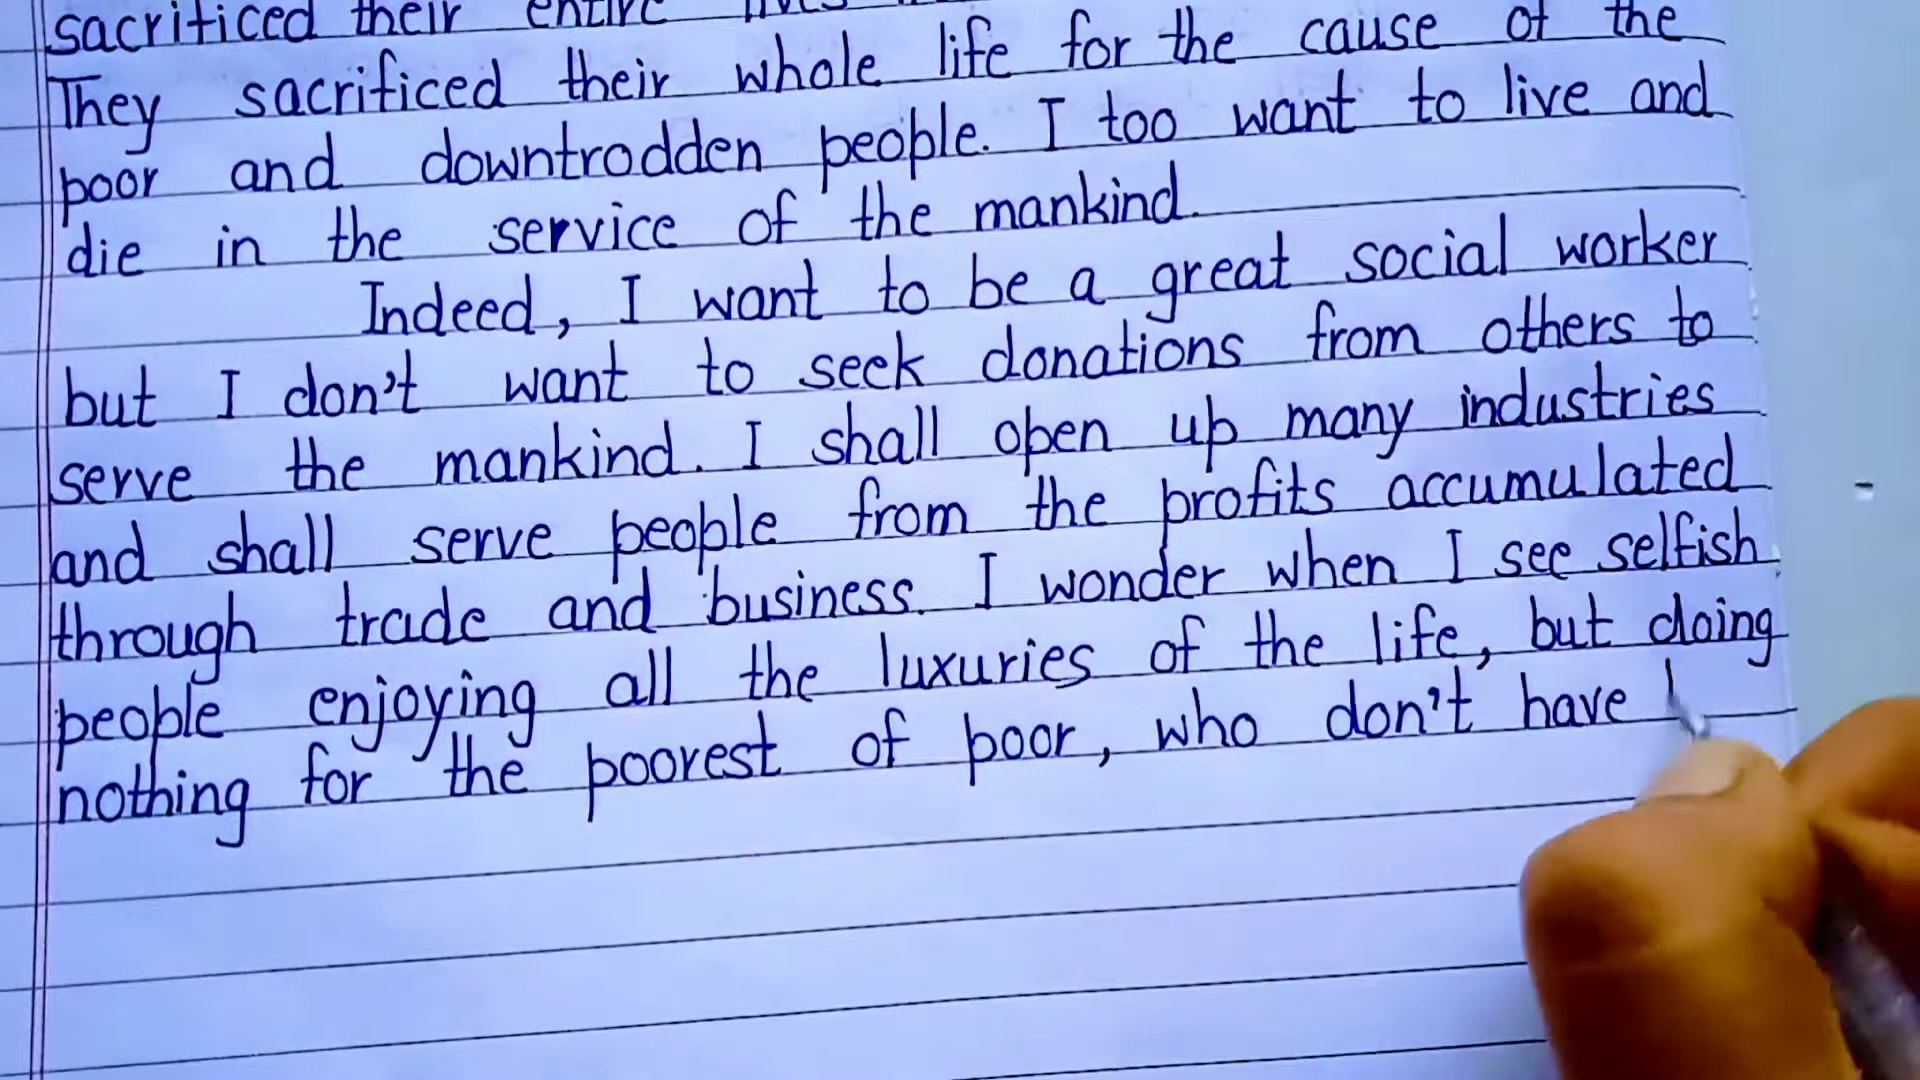 sacrificed their entire lives
They sacrificed their whole life for the cause of the
poor and downtrodden people. I too want to live and
die in the service of the mankind.
Indeed, I want to be a great social worker
but I don't want to seek donations from others to
serve the mankind. I shall open up many industries
and shall serve people from the profits accumulated
through trade and business. I wonder when I see selfish
people enjoying all the luxuries of the life, but doing
nothing for the poorest of poor, who don't have